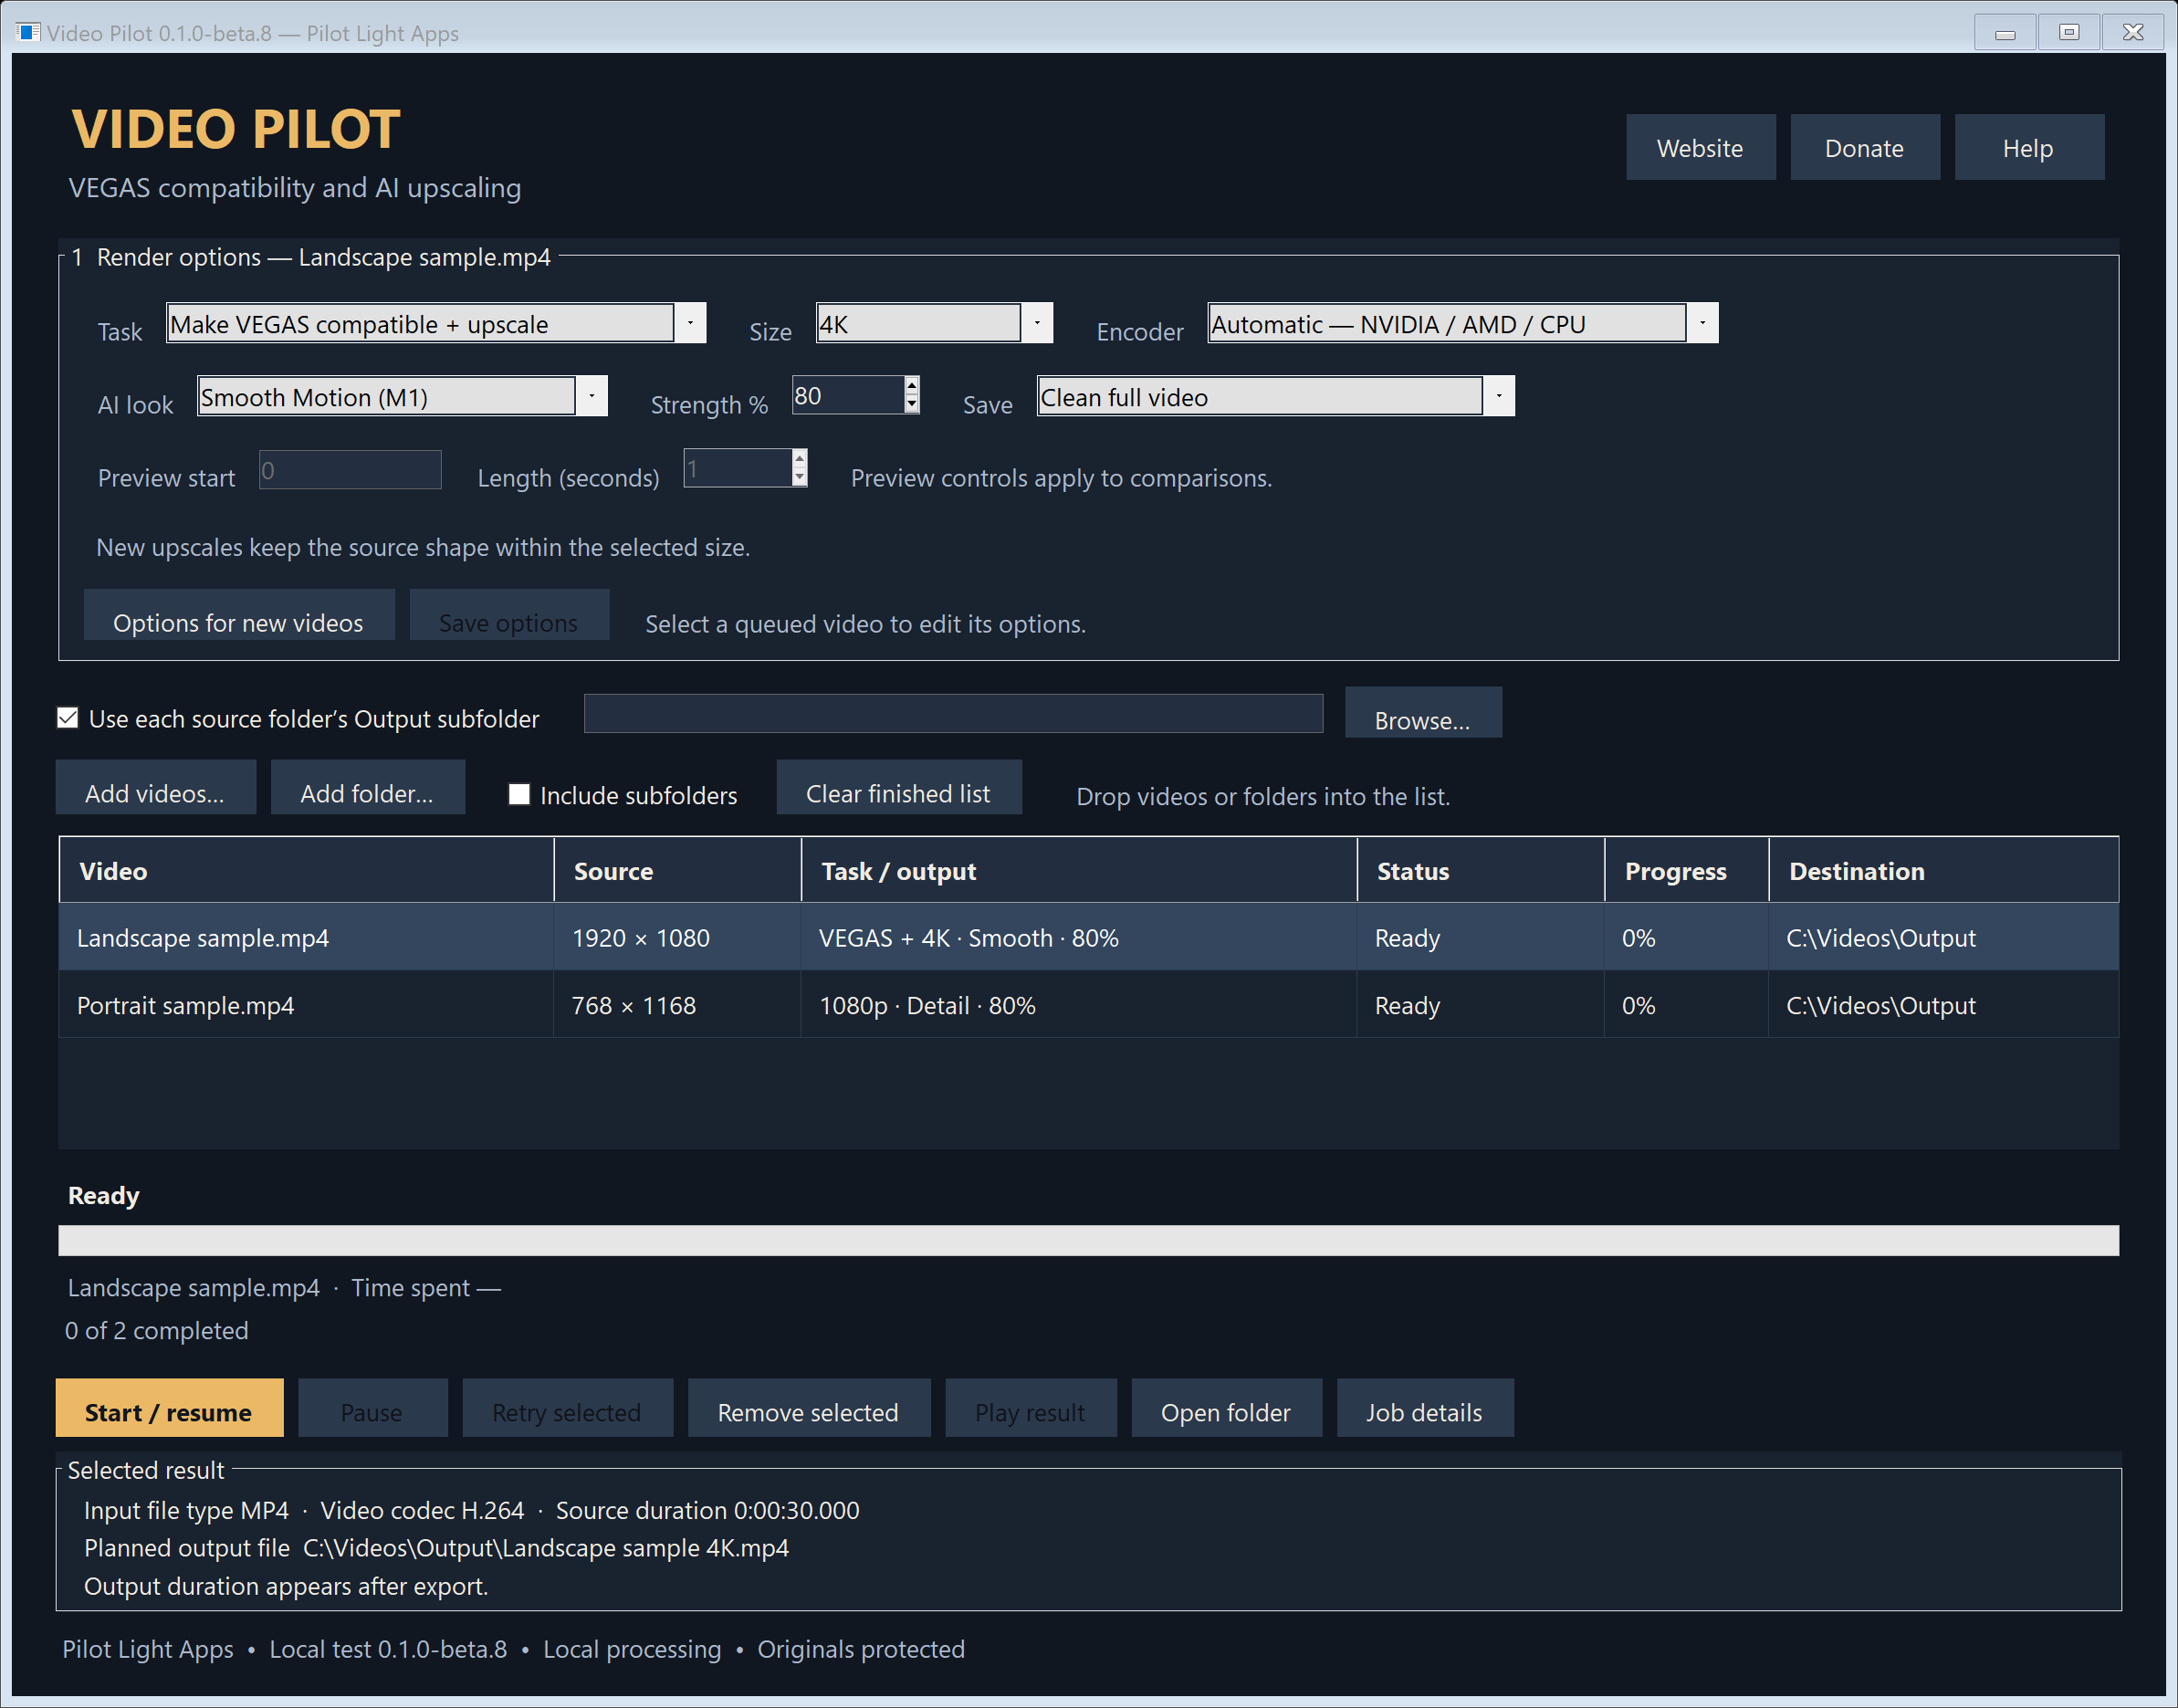 Video Pilot 0.1.0-beta.8 — Pilot Light Apps
VIDEO PILOT
VEGAS compatibility and AI upscaling
Website Donate Help
1 Render options — Landscape sample.mp4
Task Make VEGAS compatible + upscale Size 4K Encoder Automatic — NVIDIA / AMD / CPU
AI look Smooth Motion (M1) Strength % 80 Save Clean full video
Preview start 0 Length (seconds) 1 Preview controls apply to comparisons.
New upscales keep the source shape within the selected size.
Options for new videos Save options Select a queued video to edit its options.
Use each source folder’s Output subfolder Browse...
Add videos... Add folder... Include subfolders Clear finished list Drop videos or folders into the list.
Video Source Task / output Status Progress Destination
Landscape sample.mp4 1920 × 1080 VEGAS + 4K · Smooth · 80% Ready 0% C:\Videos\Output
Portrait sample.mp4 768 × 1168 1080p · Detail · 80% Ready 0% C:\Videos\Output
Ready
Landscape sample.mp4 · Time spent —
0 of 2 completed
Start / resume Pause Retry selected Remove selected Play result Open folder Job details
Selected result
Input file type MP4 · Video codec H.264 · Source duration 0:00:30.000
Planned output file C:\Videos\Output\Landscape sample 4K.mp4
Output duration appears after export.
Pilot Light Apps • Local test 0.1.0-beta.8 • Local processing • Originals protected